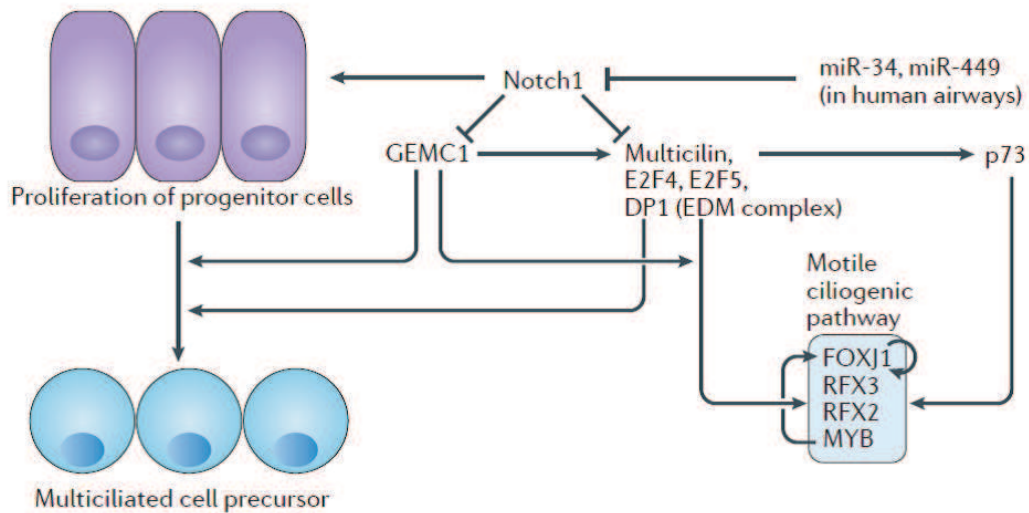 Notch1
miR-34, miR-449
(in human airways)
GEMC1
Multicilin,
E2F4, E2F5,
DP1 (EDM complex)
p73
Proliferation of progenitor cells
Motile
ciliogenic
pathway
FOXJ1
RFX3
RFX2
MYB
Multiciliated cell precursor